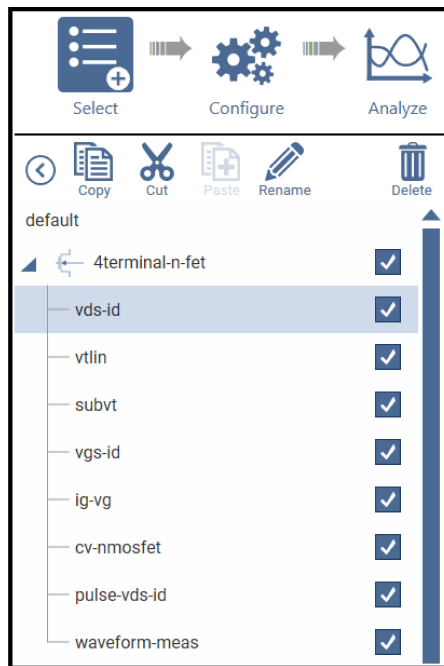 Select Configure Analyze
Copy Cut Paste Rename Delete
default
4terminal-n-fet
vds-id
vtlin
subvt
vgs-id
ig-vg
cv-nmosfet
pulse-vds-id
waveform-meas